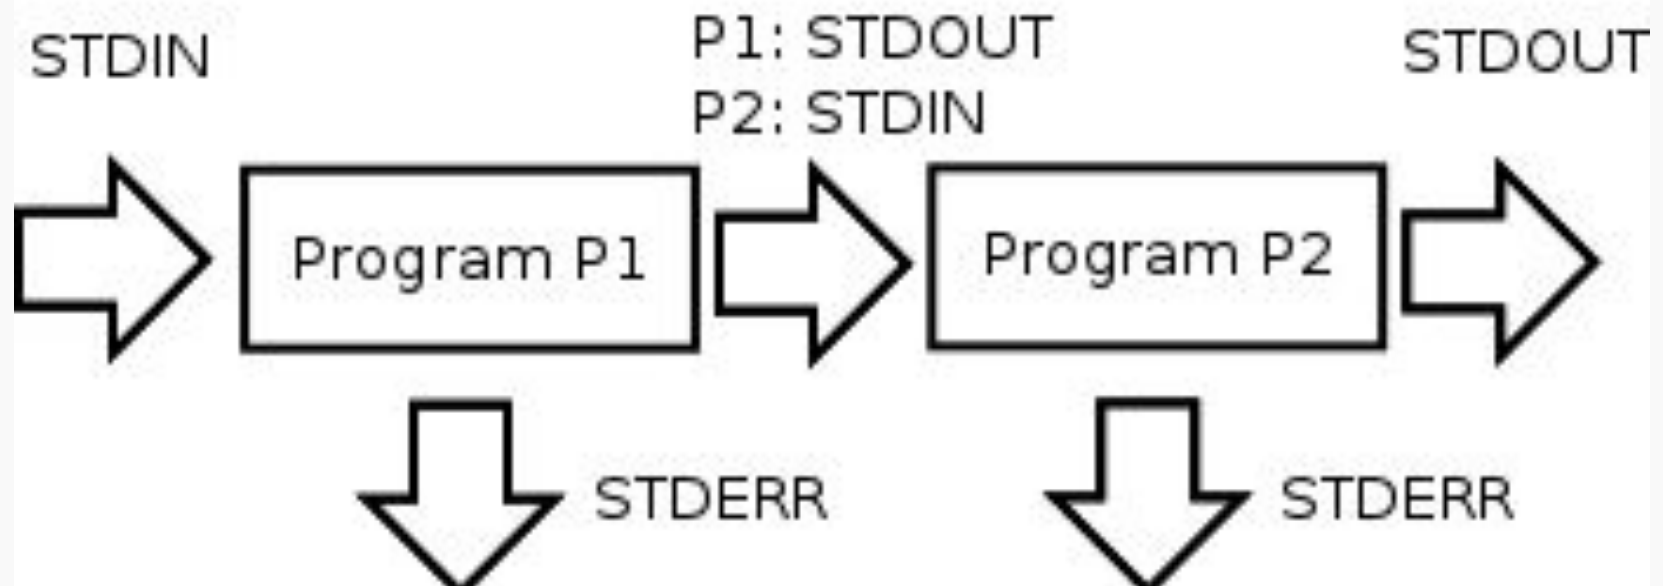 STDIN
P1: STDOUT
P2: STDIN
STDOUT
Program P1
Program P2
STDERR
STDERR